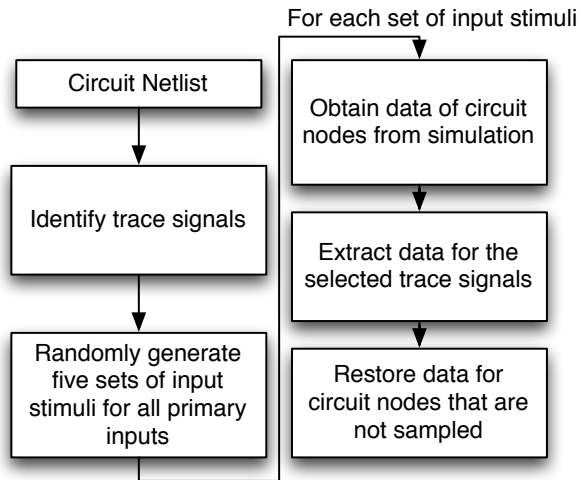 For each set of input stimuli
Circuit Netlist
Identify trace signals
Randomly generate
five sets of input
stimuli for all primary
inputs
Obtain data of circuit
nodes from simulation
Extract data for the
selected trace signals
Restore data for
circuit nodes that are
not sampled